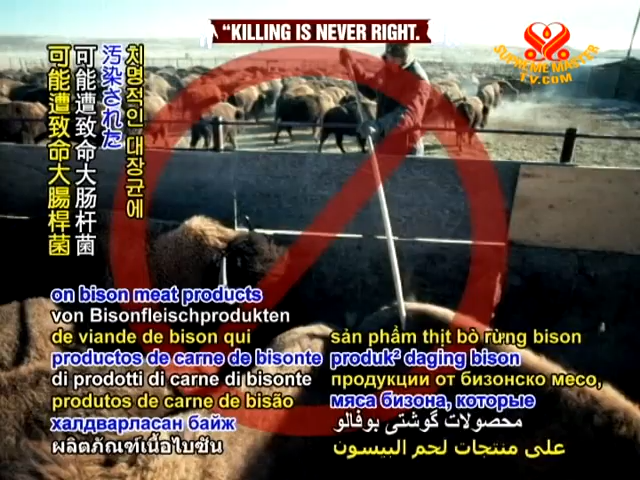 “KILLING IS NEVER RIGHT.
SUPREME MASTER
TV.COM
可能遭致命大腸桿菌
可能遭致命大肠杆菌
汚染された
치명적인 대장균에
on bison meat products
von Bisonfleischprodukten
de viande de bison qui
productos de carne de bisonte
di prodotti di carne di bisonte
produtos de carne de bisão
халдварласан байж
ผลิตภัณฑ์เนื้อไบซัน
sản phẩm thịt bò rừng bison
produk² daging bison
продукции от бизонско месо,
мяса бизона, которые
محصولات گوشتی بوفالو
على منتجات لحم البيسون